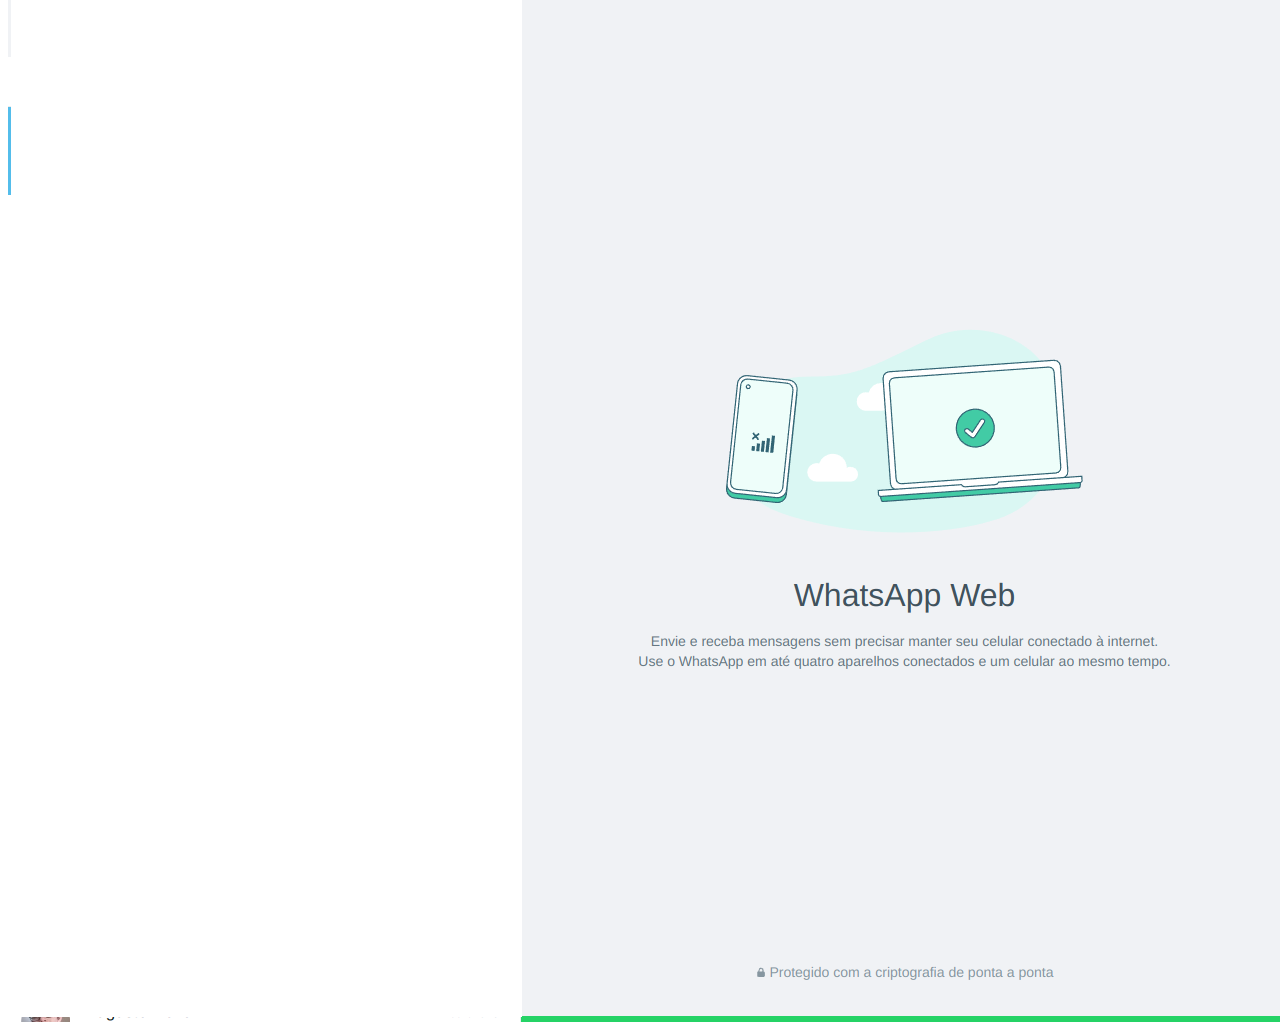 WhatsApp Web
Envie e receba mensagens sem precisar manter seu celular conectado à internet.
Use o WhatsApp em até quatro aparelhos conectados e um celular ao mesmo tempo.
Protegido com a criptografia de ponta a ponta